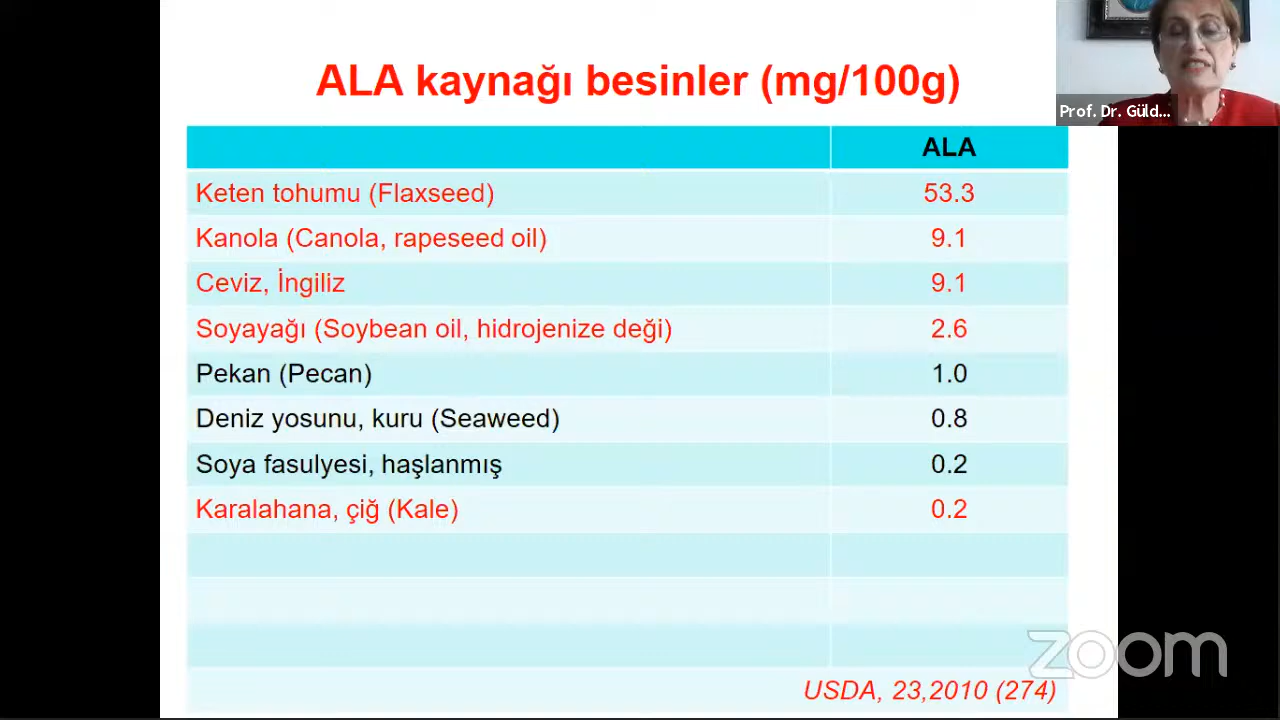 ALA kaynağı besinler (mg/100g)
Prof. Dr. Güld...
ALA
Keten tohumu (Flaxseed) 53.3
Kanola (Canola, rapeseed oil) 9.1
Ceviz, İngiliz 9.1
Soyayağı (Soybean oil, hidrojenize deği) 2.6
Pekan (Pecan) 1.0
Deniz yosunu, kuru (Seaweed) 0.8
Soya fasulyesi, haşlanmış 0.2
Karalahana, çiğ (Kale) 0.2
zoom
USDA, 23,2010 (274)